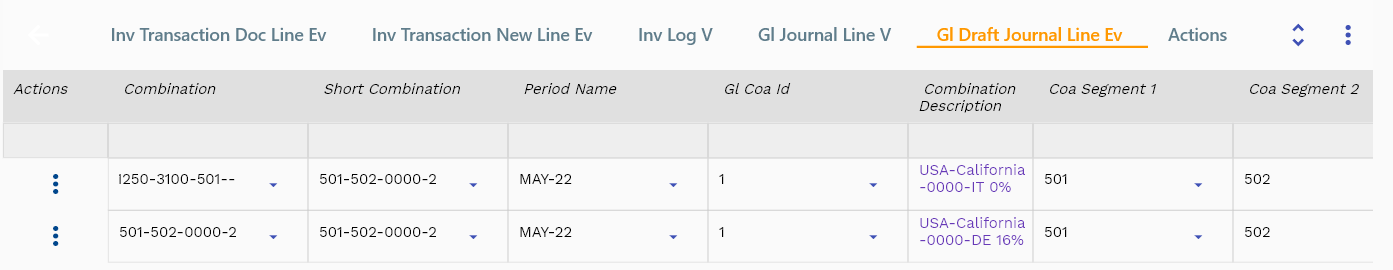 Inv Transaction Doc Line Ev Inv Transaction New Line Ev Inv Log V Gl Journal Line V Gl Draft Journal Line Ev Actions
Actions Combination Short Combination Period Name Gl Coa Id Combination Description Coa Segment 1 Coa Segment 2
250-3100-501-- 501-502-0000-2 MAY-22 1 USA-California 501 502
-0000-IT 0%
501-502-0000-2 501-502-0000-2 MAY-22 1 USA-California 501 502
-0000-DE 16%